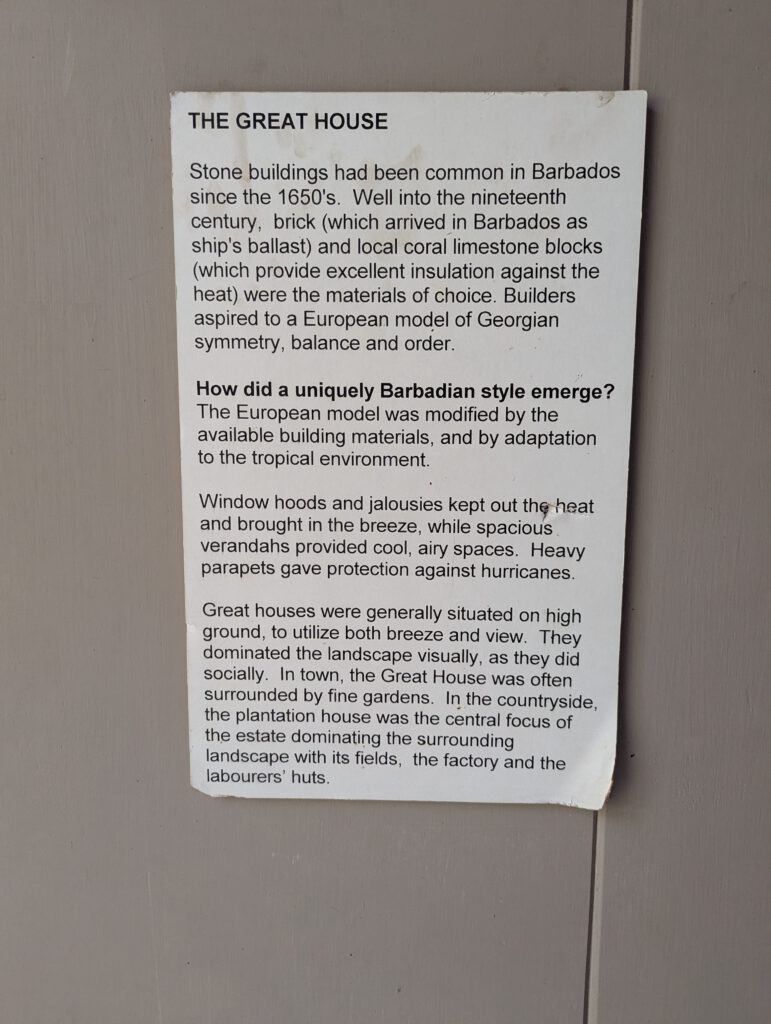 THE GREAT HOUSE
Stone buildings had been common in Barbados
since the 1650's.  Well into the nineteenth
century,  brick (which arrived in Barbados as
ship's ballast) and local coral limestone blocks
(which provide excellent insulation against the
heat) were the materials of choice. Builders
aspired to a European model of Georgian
symmetry, balance and order.
How did a uniquely Barbadian style emerge?
The European model was modified by the
available building materials, and by adaptation
to the tropical environment.
Window hoods and jalousies kept out the heat
and brought in the breeze, while spacious
verandahs provided cool, airy spaces.  Heavy
parapets gave protection against hurricanes.
Great houses were generally situated on high
ground, to utilize both breeze and view.  They
dominated the landscape visually, as they did
socially.  In town, the Great House was often
surrounded by fine gardens.  In the countryside,
the plantation house was the central focus of
the estate dominating the surrounding
landscape with its fields,  the factory and the
labourers’ huts.